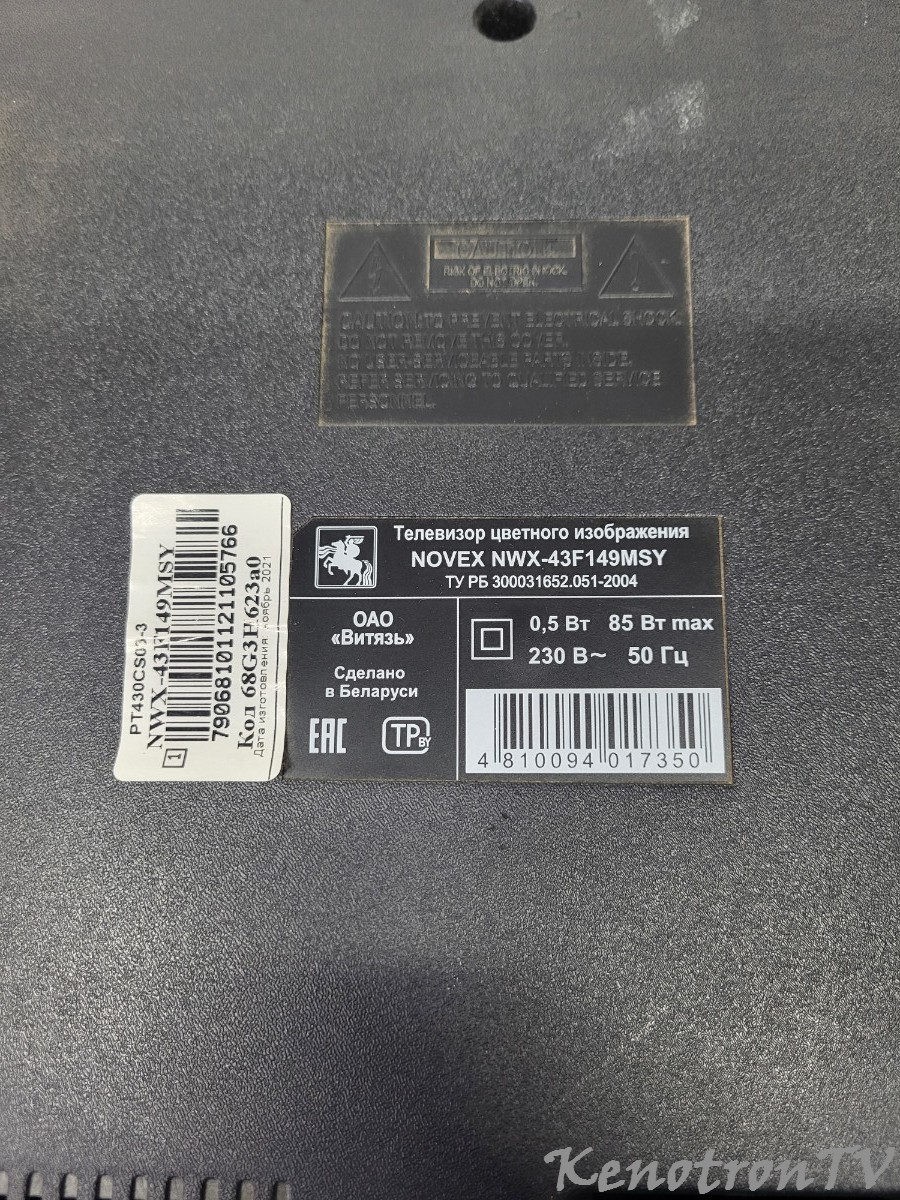 CAUTION
RISK OF ELECTRIC SHOCK.
DO NOT OPEN.
CAUTION:TO PREVENT ELECTRICAL SHOCK.
DO NOT REMOVE THIS COVER.
NO USER-SERVICEABLE PARTS INSIDE.
REFER SERVICING TO QUALIFIED SERVICE
PERSONNEL.
PT430CS03-3
NWX-43F149MSY
79068101121105766
Код 68G3H623a0
Дата изготовления ноябрь 2021
1
Телевизор цветного изображения
NOVEX NWX-43F149MSY
ТУ РБ 300031652.051-2004
ОАО
«Витязь»
Сделано
в Беларуси
EAC
TP BY
0,5 Вт 85 Вт max
230 В~ 50 Гц
4 810094 017350
KenotronTV